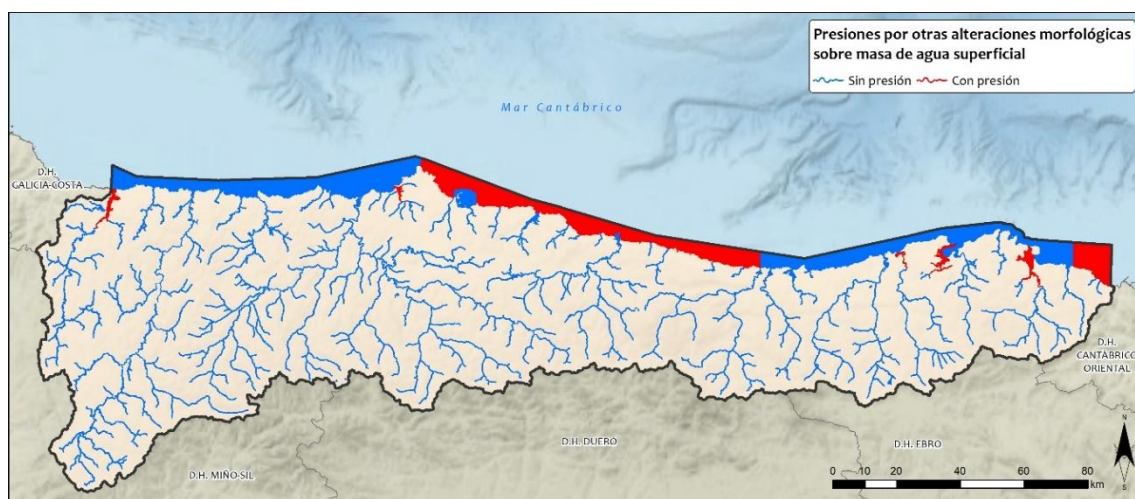 Presiones por otras alteraciones morfológicas
sobre masa de agua superficial
Sin presión Con presión
Mar Cantábrico
D.H.
GALICIA-COSTA
D.H.
CANTÁBRICO
ORIENTAL
D.H. DUERO
D.H. EBRO
D.H. MIÑO-SIL
N
S
0 10 20 40 60 80
km